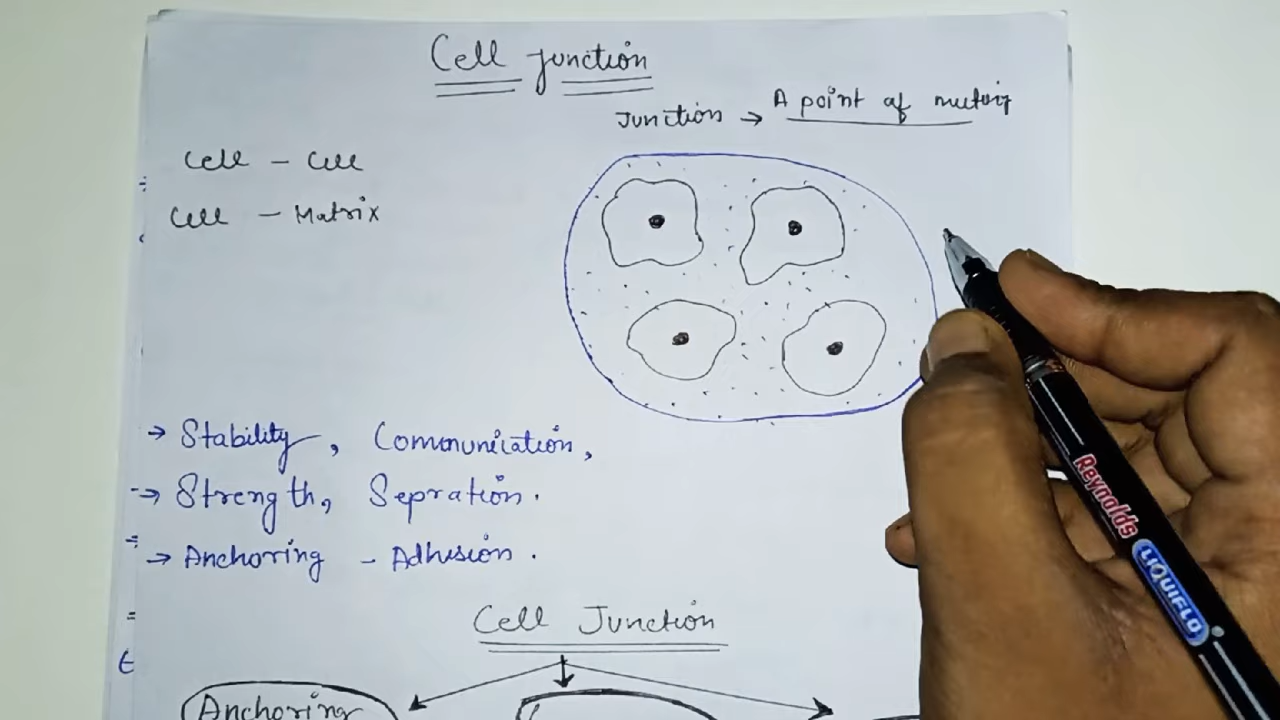 Cell junction
Junction → A point of meeting
Cell - Cell
Cell - Matrix
→ Stability, Communication,
→ Strength, Sepration.
→ Anchoring - Adhesion.
Cell Junction
Anchoring
Reynolds
LIQUIFLO